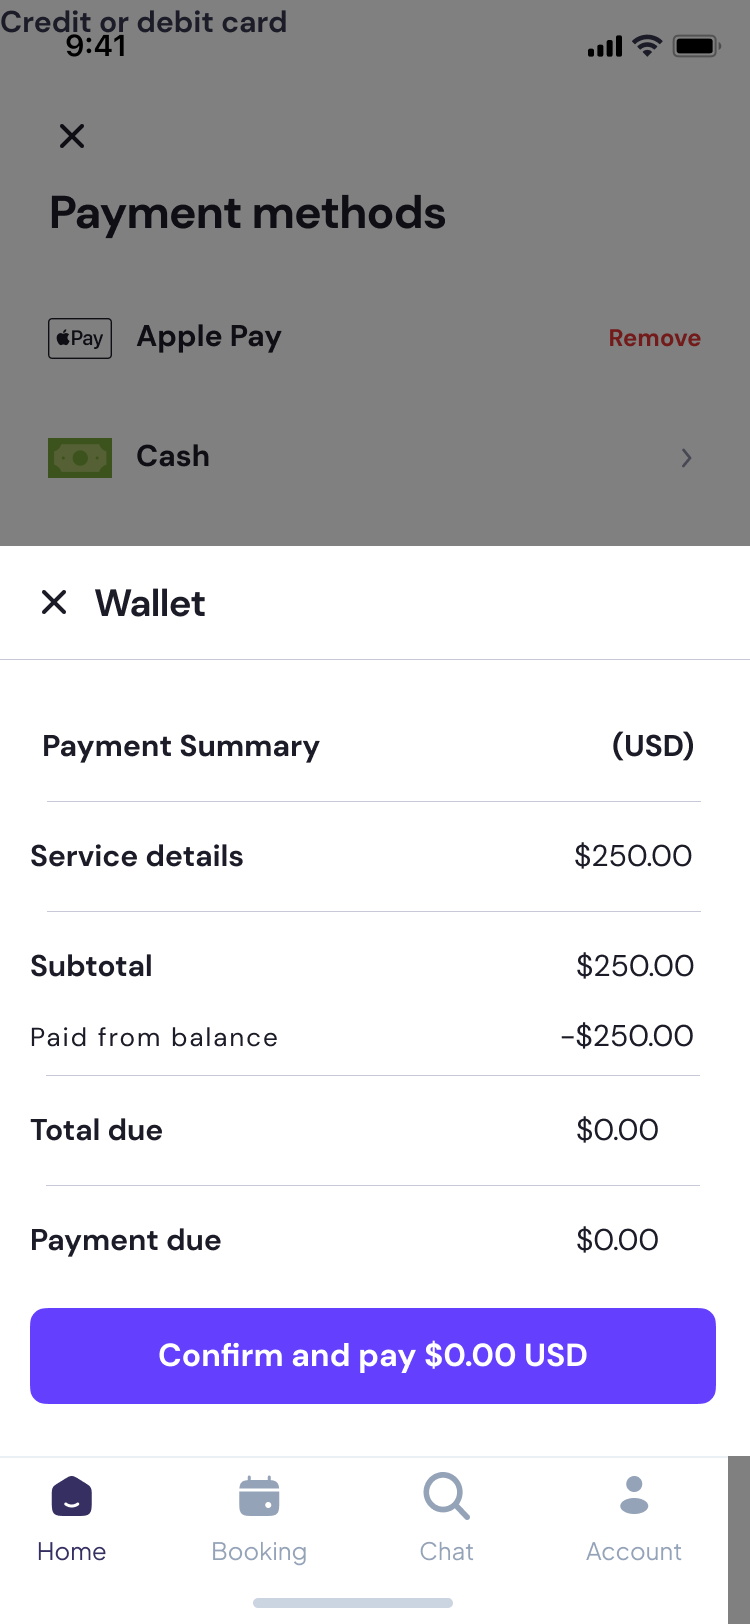 Credit or debit card
9:41
Payment methods
Pay Apple Pay Remove
Cash
Wallet
Payment Summary (USD)
Service details $250.00
Subtotal $250.00
Paid from balance -$250.00
Total due $0.00
Payment due $0.00
Confirm and pay $0.00 USD
Home Booking Chat Account